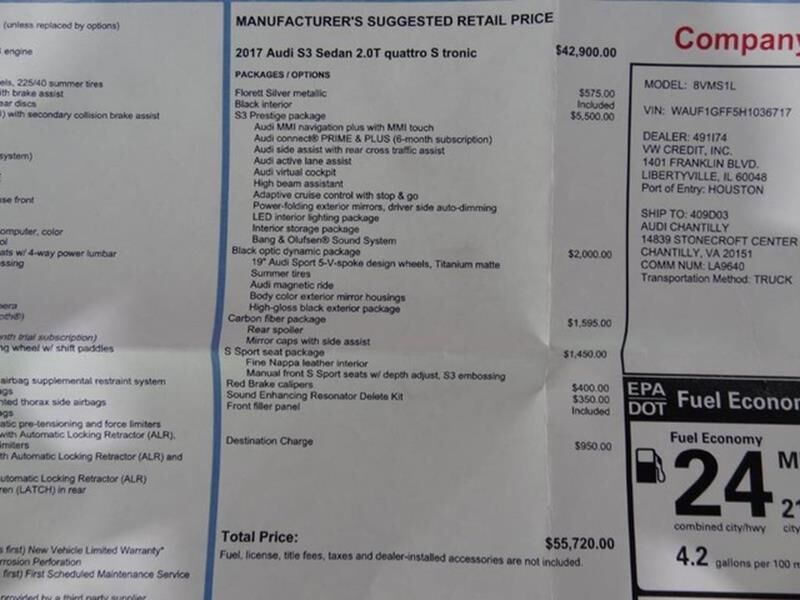 (unless replaced by options)
engine
els, 225/40 summer tires
ith brake assist
ear discs
) with secondary collision brake assist
system)
se front
omputer, color
ol
ats w/ 4-way power lumbar
ssing
era
oth®)
nth trial subscription)
ng wheel w/ shift paddles
airbag supplemental restraint system
ags
nted thorax side airbags
ags
atic pre-tensioning and force limiters
with Automatic Locking Retractor (ALR),
imiters
th Automatic Locking Retractor (ALR) and
utomatic Locking Retractor (ALR)
ren (LATCH) in rear
s first) New Vehicle Limited Warranty*
rrosion Perforation
first) First Scheduled Maintenance Service
provided by a third party supplier
MANUFACTURER'S SUGGESTED RETAIL PRICE
2017 Audi S3 Sedan 2.0T quattro S tronic $42,900.00
PACKAGES / OPTIONS
Florett Silver metallic $575.00
Black interior Included
S3 Prestige package $5,500.00
Audi MMI navigation plus with MMI touch
Audi connect® PRIME & PLUS (6-month subscription)
Audi side assist with rear cross traffic assist
Audi active lane assist
Audi virtual cockpit
High beam assistant
Adaptive cruise control with stop & go
Power-folding exterior mirrors, driver side auto-dimming
LED interior lighting package
Interior storage package
Bang & Olufsen® Sound System
Black optic dynamic package $2,000.00
19" Audi Sport 5-V-spoke design wheels, Titanium matte
Summer tires
Audi magnetic ride
Body color exterior mirror housings
High-gloss black exterior package
Carbon fiber package $1,595.00
Rear spoiler
Mirror caps with side assist
S Sport seat package $1,450.00
Fine Nappa leather interior
Manual front S Sport seats w/ depth adjust, S3 embossing
Red Brake calipers $400.00
Sound Enhancing Resonator Delete Kit $350.00
Front filler panel Included
Destination Charge $950.00
Total Price: $55,720.00
Fuel, license, title fees, taxes and dealer-installed accessories are not included.
Company
MODEL: 8VMS1L
VIN: WAUF1GFF5H1036717
DEALER: 491I74
VW CREDIT, INC.
1401 FRANKLIN BLVD.
LIBERTYVILLE, IL 60048
Port of Entry: HOUSTON
SHIP TO: 409D03
AUDI CHANTILLY
14839 STONECROFT CENTER
CHANTILLY, VA 20151
COMM NUM: LA9640
Transportation Method: TRUCK
EPA
DOT Fuel Econom
Fuel Economy
24 M
21
combined city/hwy city
4.2 gallons per 100 m